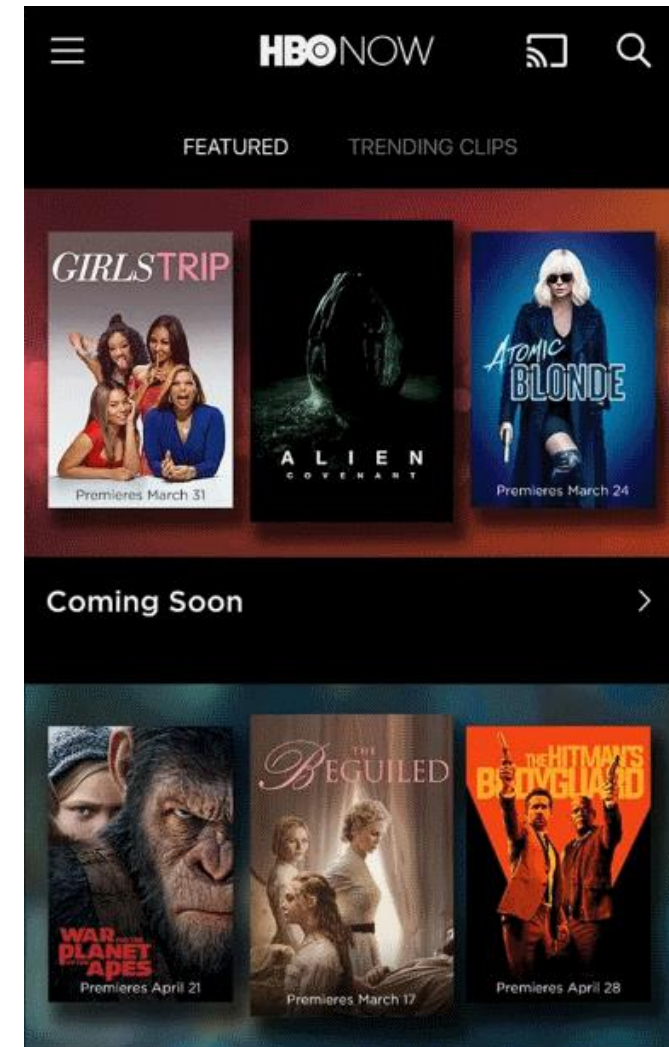 HBO NOW
FEATURED
TRENDING CLIPS
GIRLS TRIP
Premieres March 31
ALIEN
COVENANT
ATOMIC
BLONDE
Premieres March 24
Coming Soon
WAR FOR THE
PLANET
OF THE APES
Premieres April 21
THE
BEGUILED
Premieres March 17
THE HITMAN'S
BODYGUARD
Premieres April 28